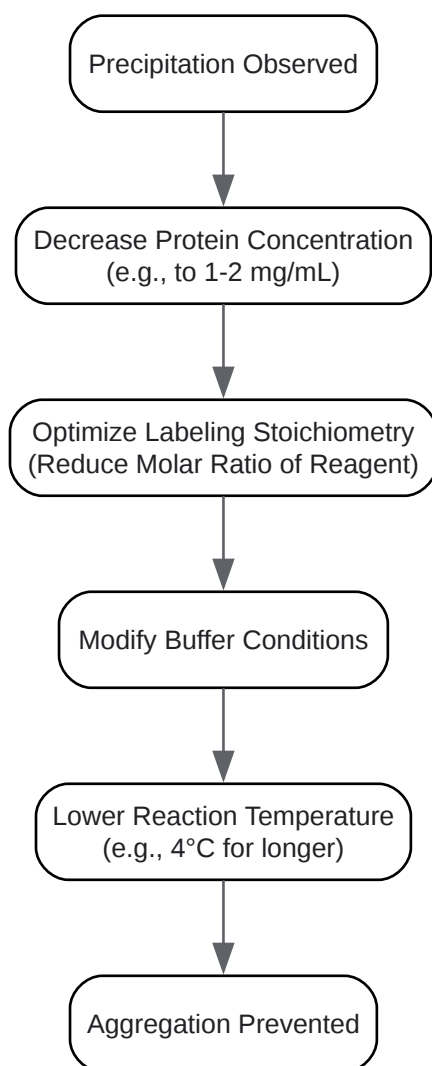 Precipitation Observed
Decrease Protein Concentration
(e.g., to 1-2 mg/mL)
Optimize Labeling Stoichiometry
(Reduce Molar Ratio of Reagent)
Modify Buffer Conditions
Lower Reaction Temperature
(e.g., 4°C for longer)
Aggregation Prevented